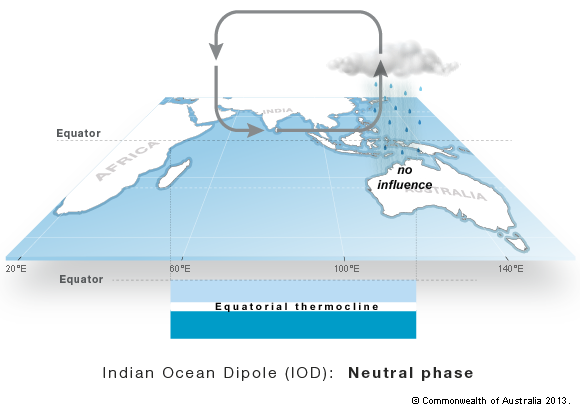 INDIA
Equator
AFRICA
no
influence
AUSTRALIA
20°E 60°E 100°E 140°E
Equator
Equatorial thermocline
Indian Ocean Dipole (IOD): Neutral phase
© Commonwealth of Australia 2013.